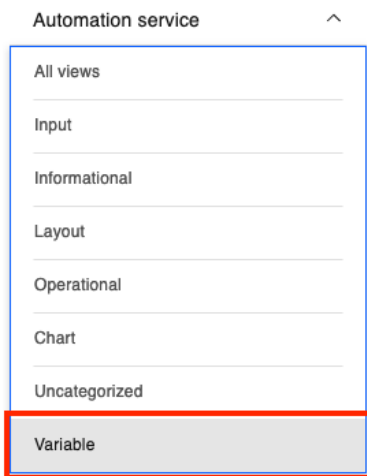 Automation service
All views
Input
Informational
Layout
Operational
Chart
Uncategorized
Variable